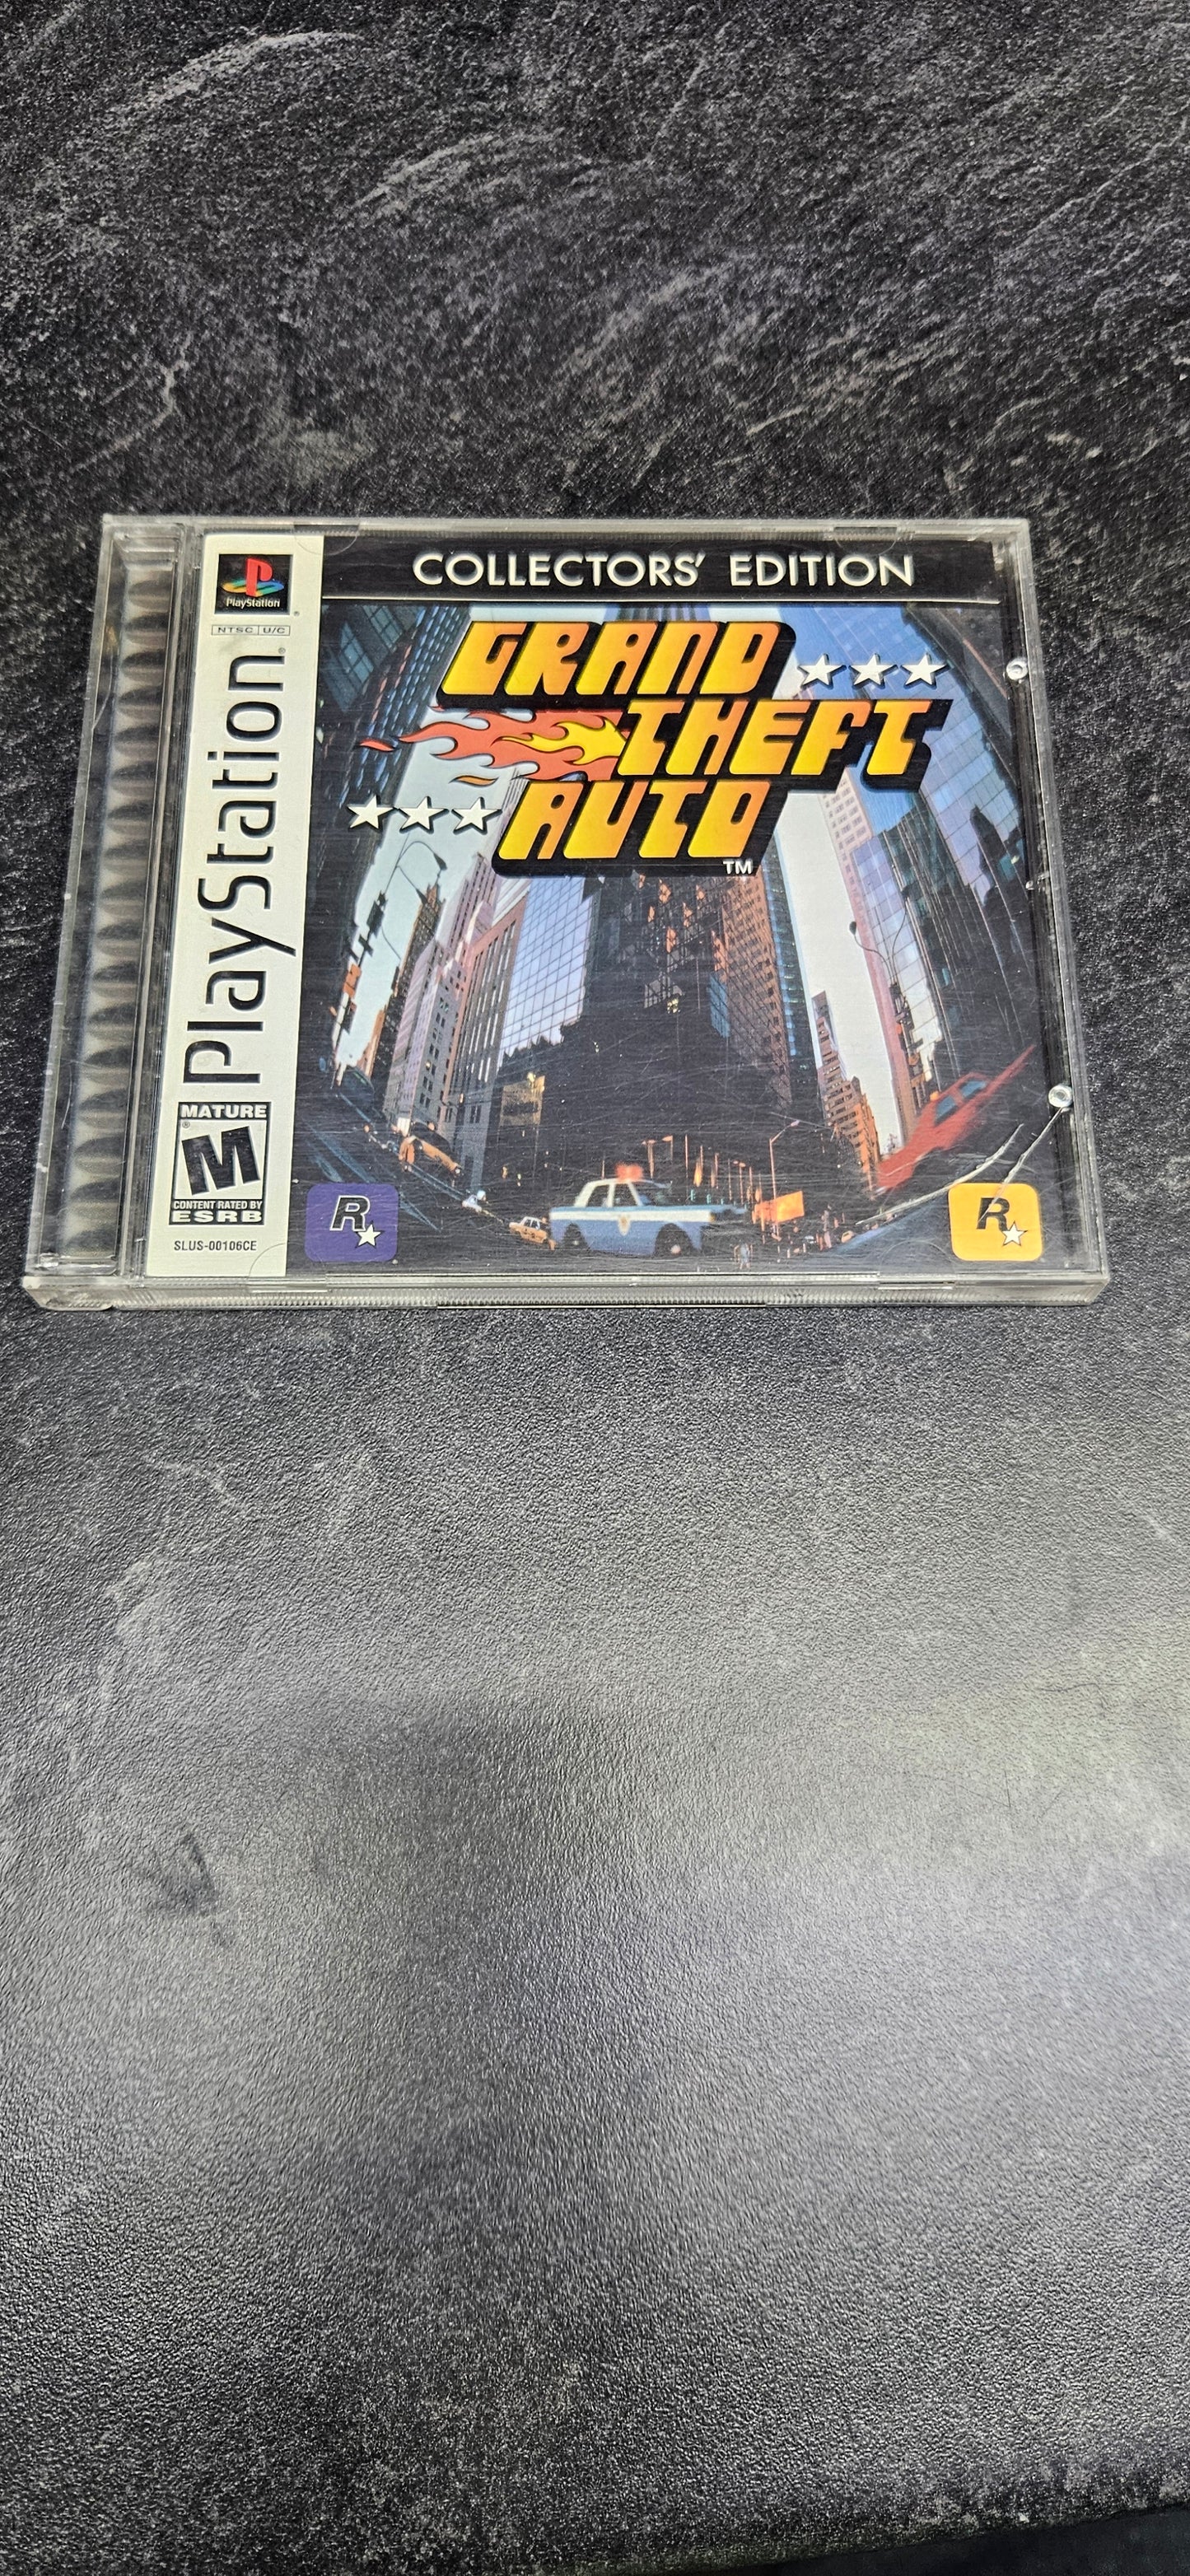 COLLECTORS' EDITION
PlayStation
NTSC U/C
PlayStation
GRAND
THEFT
AUTO
TM
MATURE
M
CONTENT RATED BY
ESRB
SLUS-00106CE
R
R